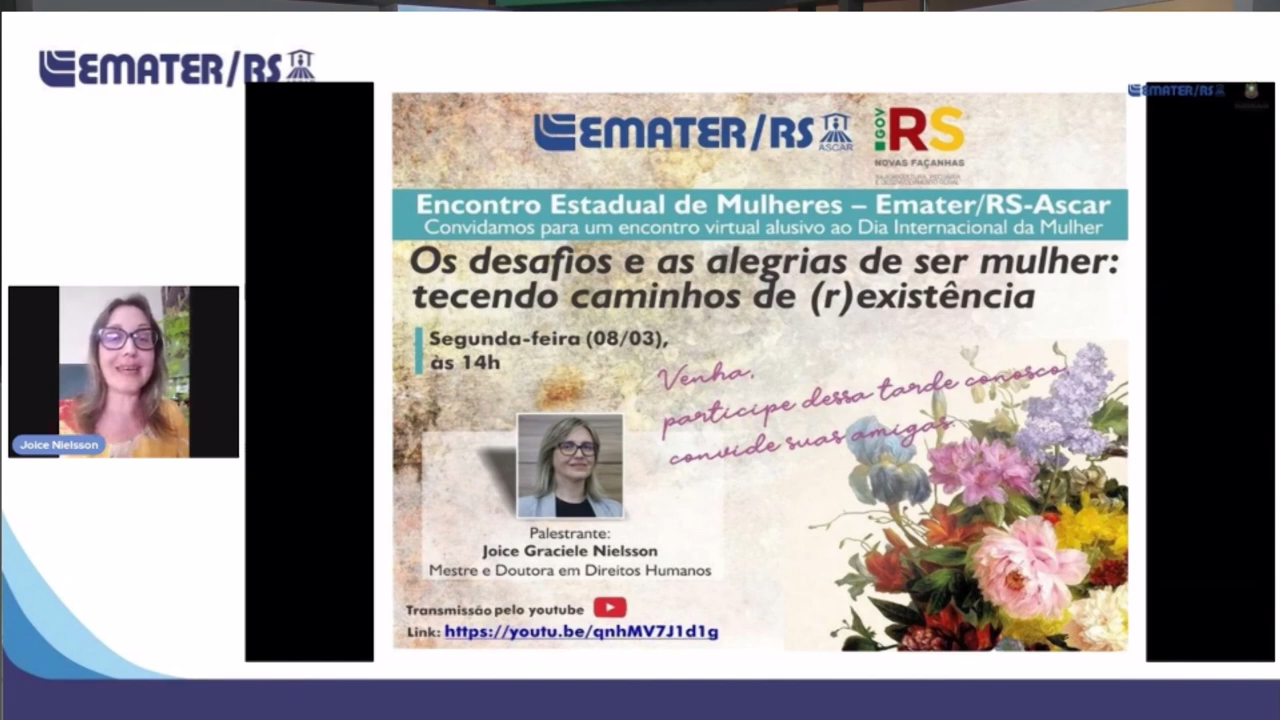 EMATER/RS
EMATER/RS
EMATER/RS
ASCAR
GOV
RS
NOVAS FAÇANHAS
Encontro Estadual de Mulheres – Emater/RS-Ascar
Convidamos para um encontro virtual alusivo ao Dia Internacional da Mulher
Os desafios e as alegrias de ser mulher:
tecendo caminhos de (r)existência
Segunda-feira (08/03),
às 14h
Venha,
participe dessa tarde conosco,
convide suas amigas.
Joice Nielsson
Palestrante:
Joice Graciele Nielsson
Mestre e Doutora em Direitos Humanos
Transmissão pelo youtube
Link: https://youtu.be/qnhMV7J1d1g